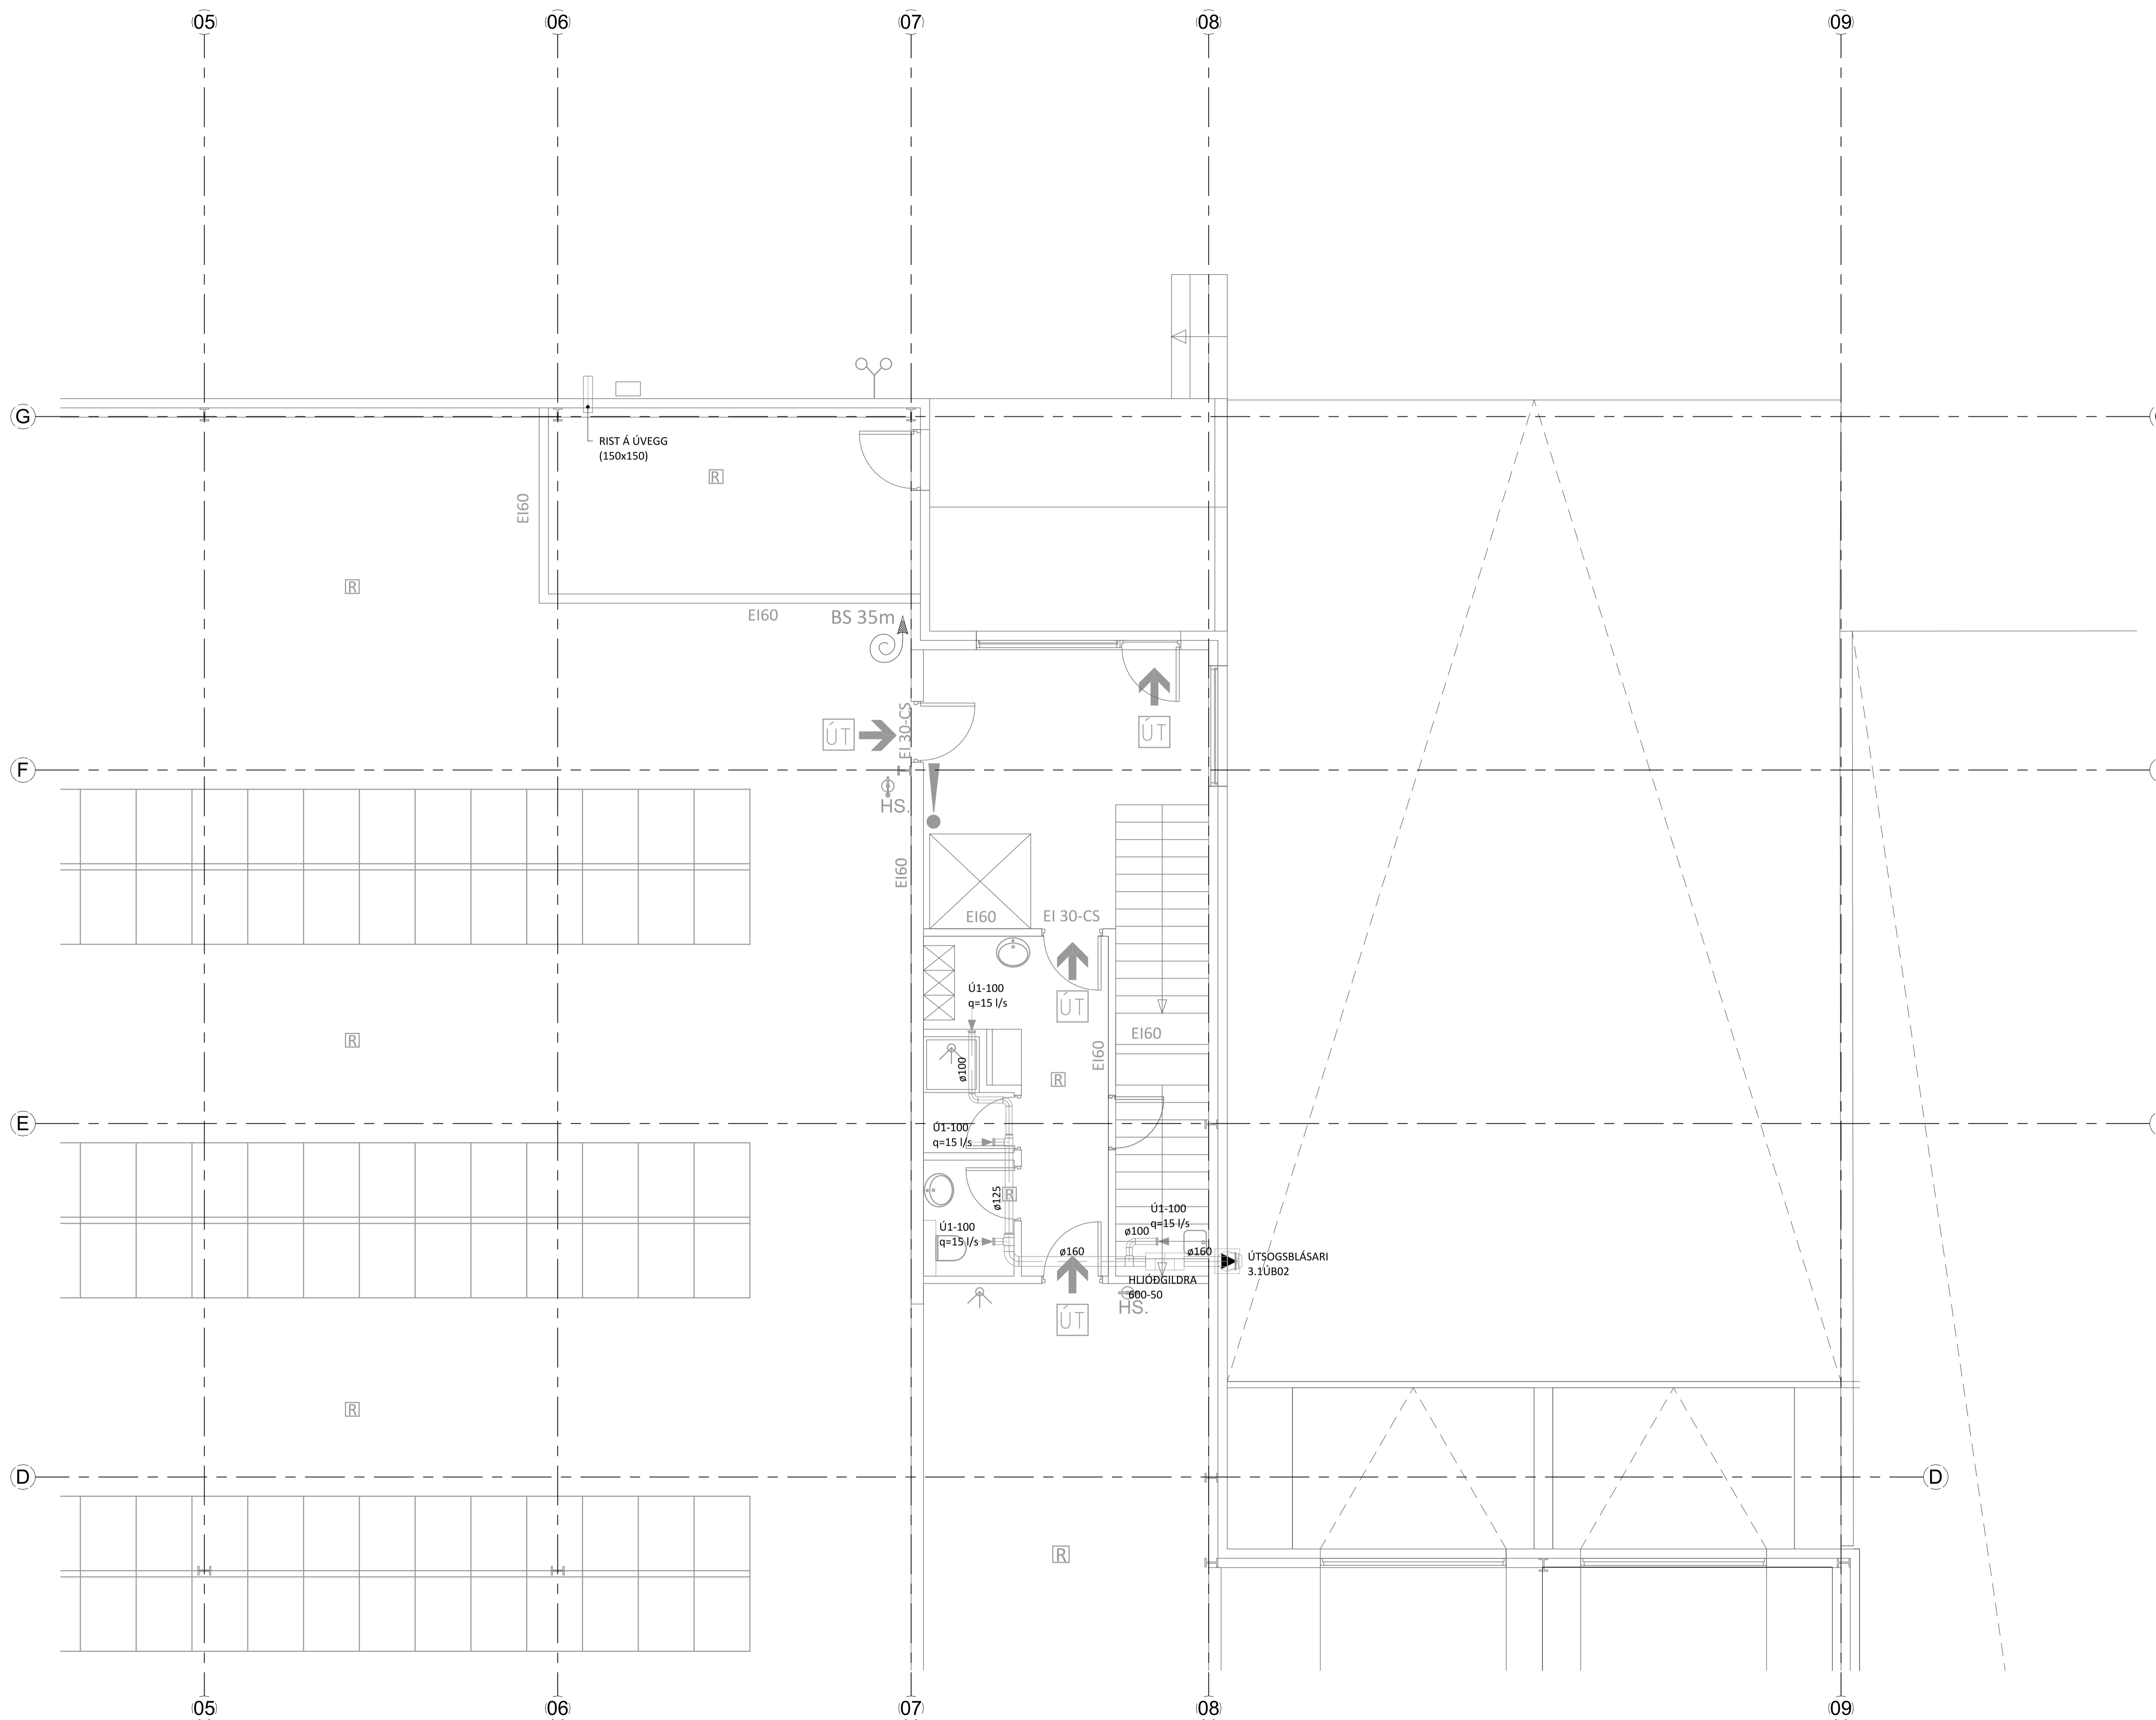 05 06 07 08 09
G
RIST Á ÚVEGG
(150x150)
R
EI60
R
EI60
BS 35m
ÚT
EI 30-CS
ÚT
F
HS.
EI60
EI60
EI 30-CS
Ú1-100
q=15 l/s
ÚT
R
EI60
EI60
ø100
R
E
Ú1-100
q=15 l/s
ø125
R
Ú1-100
q=15 l/s
Ú1-100
q=15 l/s
ø100
ø160
ø160
ÚTSOGSBLÁSARI
3.1ÚB02
HLJÓÐGILDRA
600-50
HS.
ÚT
R
D
D
R
05 06 07 08 09